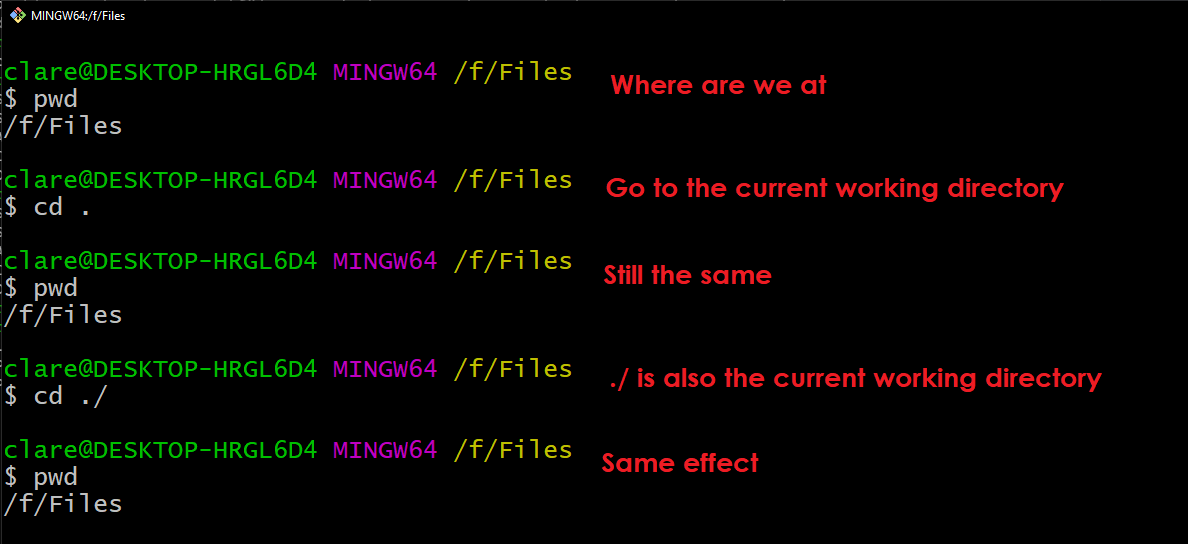 MINGW64:/f/Files
clare@DESKTOP-HRGL6D4 MINGW64 /f/Files
Where are we at
$ pwd
/f/Files
clare@DESKTOP-HRGL6D4 MINGW64 /f/Files
Go to the current working directory
$ cd .
clare@DESKTOP-HRGL6D4 MINGW64 /f/Files
Still the same
$ pwd
/f/Files
clare@DESKTOP-HRGL6D4 MINGW64 /f/Files
./ is also the current working directory
$ cd ./
clare@DESKTOP-HRGL6D4 MINGW64 /f/Files
Same effect
$ pwd
/f/Files